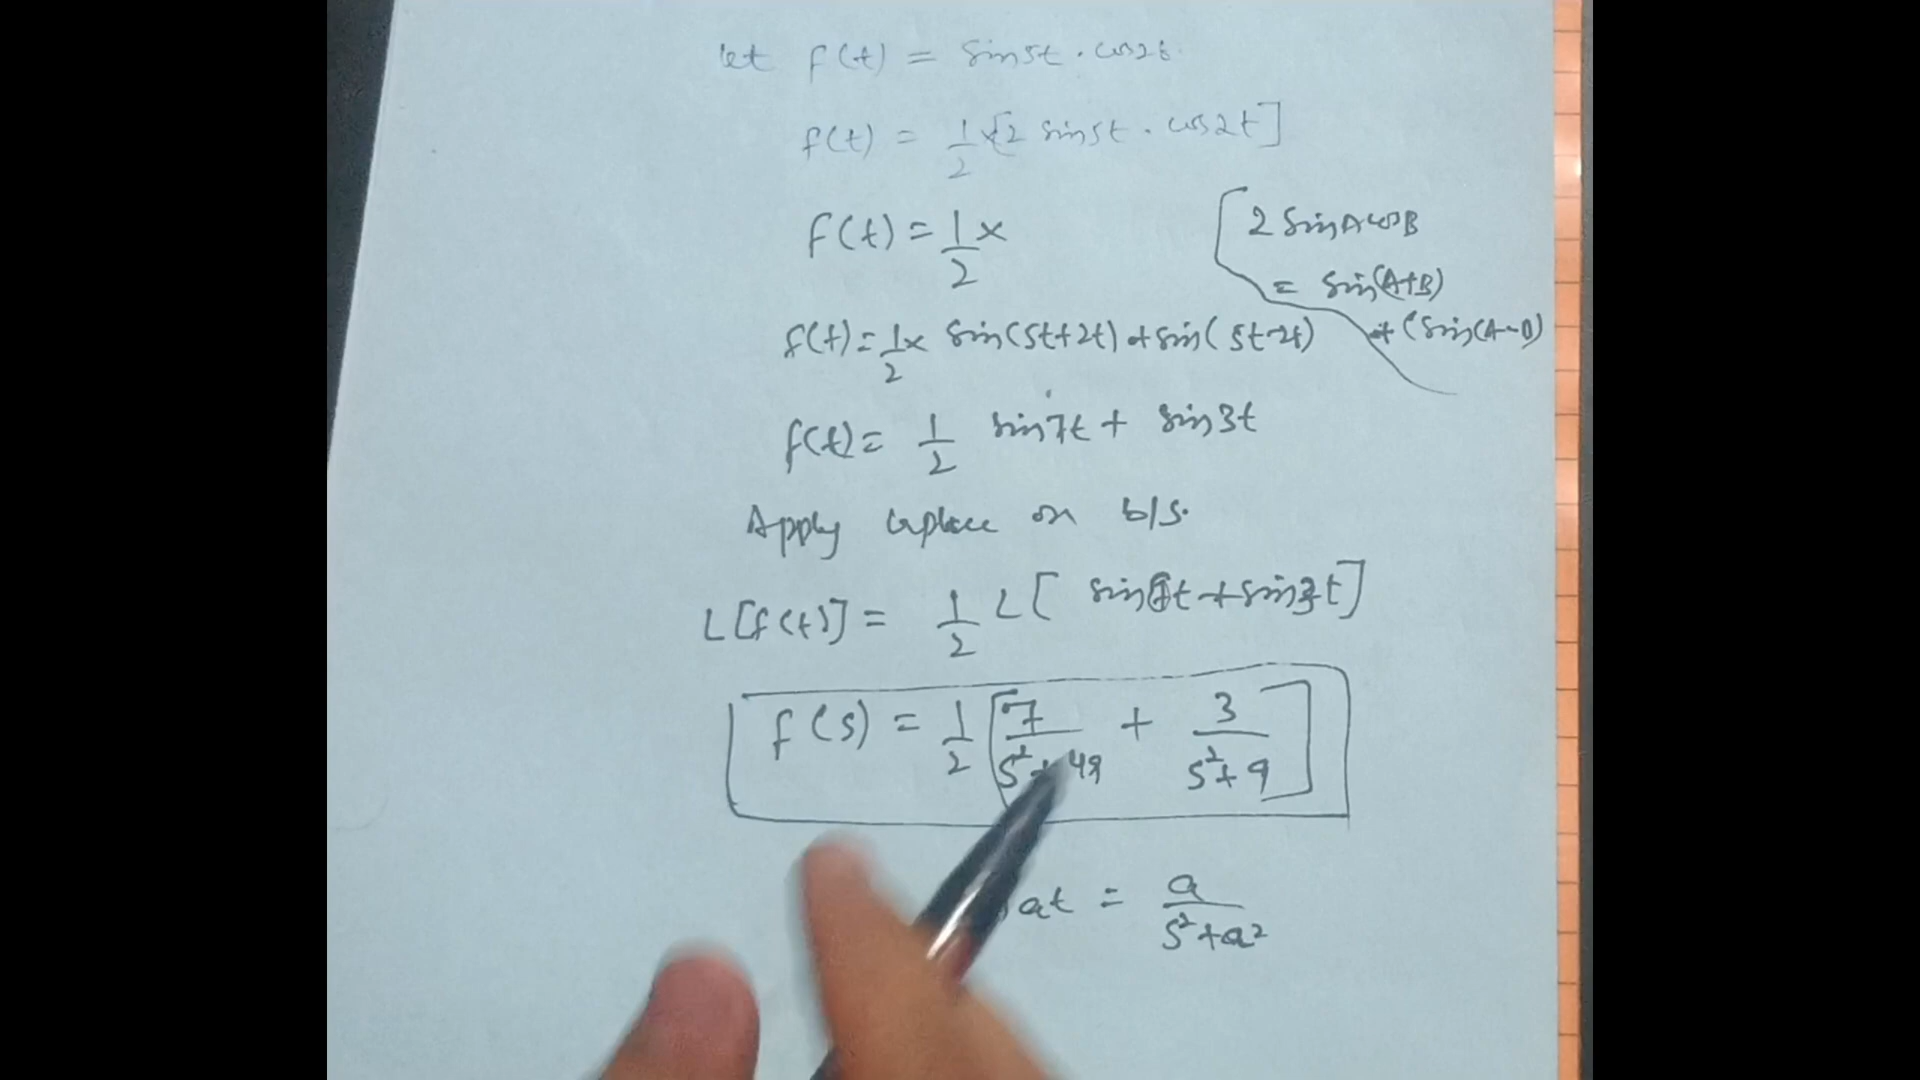 let f(t) = Sin5t . cos2t
f(t) = 1/2 x [2 sin5t . cos2t]
f(t) = 1/2 x
[2 SinA cosB
= Sin(A+B)
+ (Sin(A-B)
f(t) = 1/2 x Sin(5t+2t) + sin(5t-2t)
f(t) = 1/2 sin7t + sin3t
Apply laplace on b/s.
L[f(t)] = 1/2 L[ sin7t + sin3t]
f(s) = 1/2 [7/(s²+49) + 3/(s²+9)]
at = a/(s²+a²)